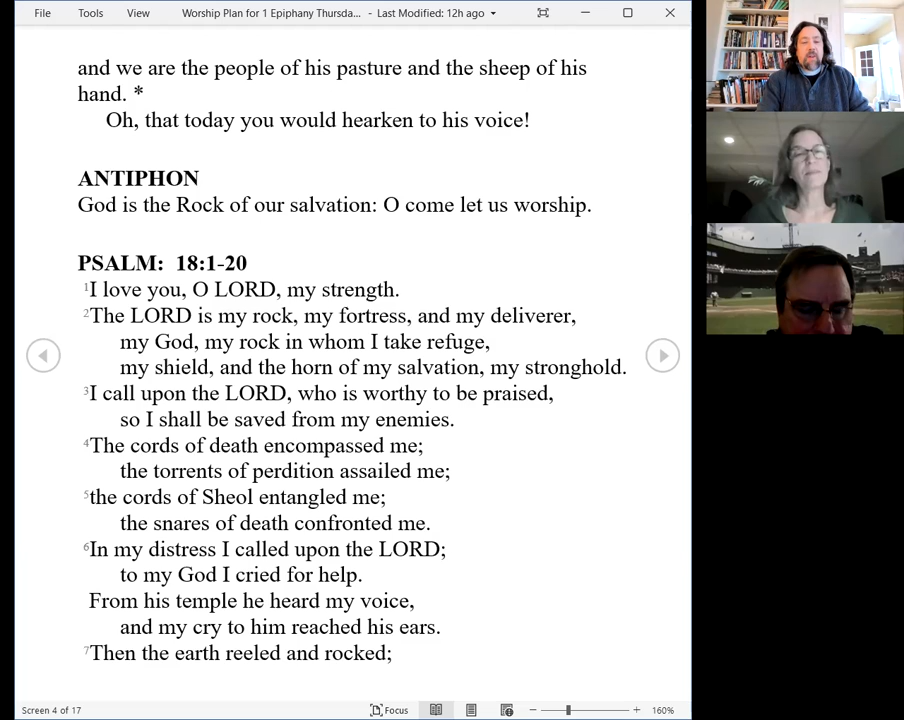 File Tools View Worship Plan for 1 Epiphany Thursda... - Last Modified: 12h ago
and we are the people of his pasture and the sheep of his
hand. *
Oh, that today you would hearken to his voice!
ANTIPHON
God is the Rock of our salvation: O come let us worship.
PSALM: 18:1-20
1I love you, O LORD, my strength.
2The LORD is my rock, my fortress, and my deliverer,
my God, my rock in whom I take refuge,
my shield, and the horn of my salvation, my stronghold.
3I call upon the LORD, who is worthy to be praised,
so I shall be saved from my enemies.
4The cords of death encompassed me;
the torrents of perdition assailed me;
5the cords of Sheol entangled me;
the snares of death confronted me.
6In my distress I called upon the LORD;
to my God I cried for help.
From his temple he heard my voice,
and my cry to him reached his ears.
7Then the earth reeled and rocked;
Screen 4 of 17 Focus 160%